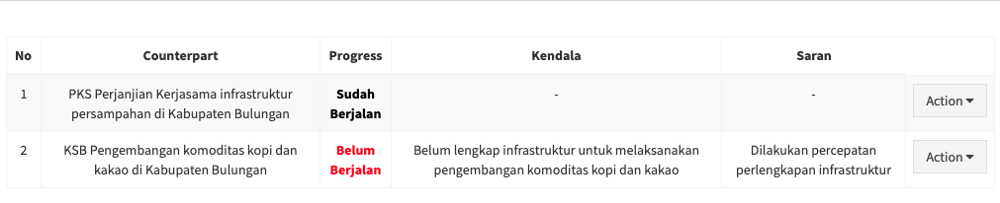 No Counterpart Progress Kendala Saran
1 PKS Perjanjian Kerjasama infrastruktur persampahan di Kabupaten Bulungan Sudah Berjalan - - Action
2 KSB Pengembangan komoditas kopi dan kakao di Kabupaten Bulungan Belum Berjalan Belum lengkap infrastruktur untuk melaksanakan pengembangan komoditas kopi dan kakao Dilakukan percepatan perlengkapan infrastruktur Action